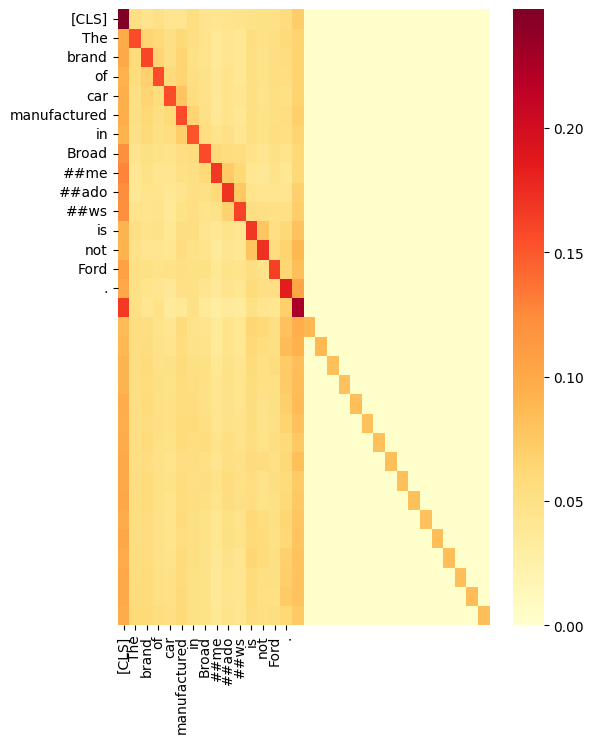 [CLS]
The
brand
of
car
manufactured
in
Broad
##me
##ado
##ws
is
not
Ford
.
0.20
0.15
0.10
0.05
0.00
[CLS]
The
brand
of
car
manufactured
in
Broad
##me
##ado
##ws
is
not
Ford
.